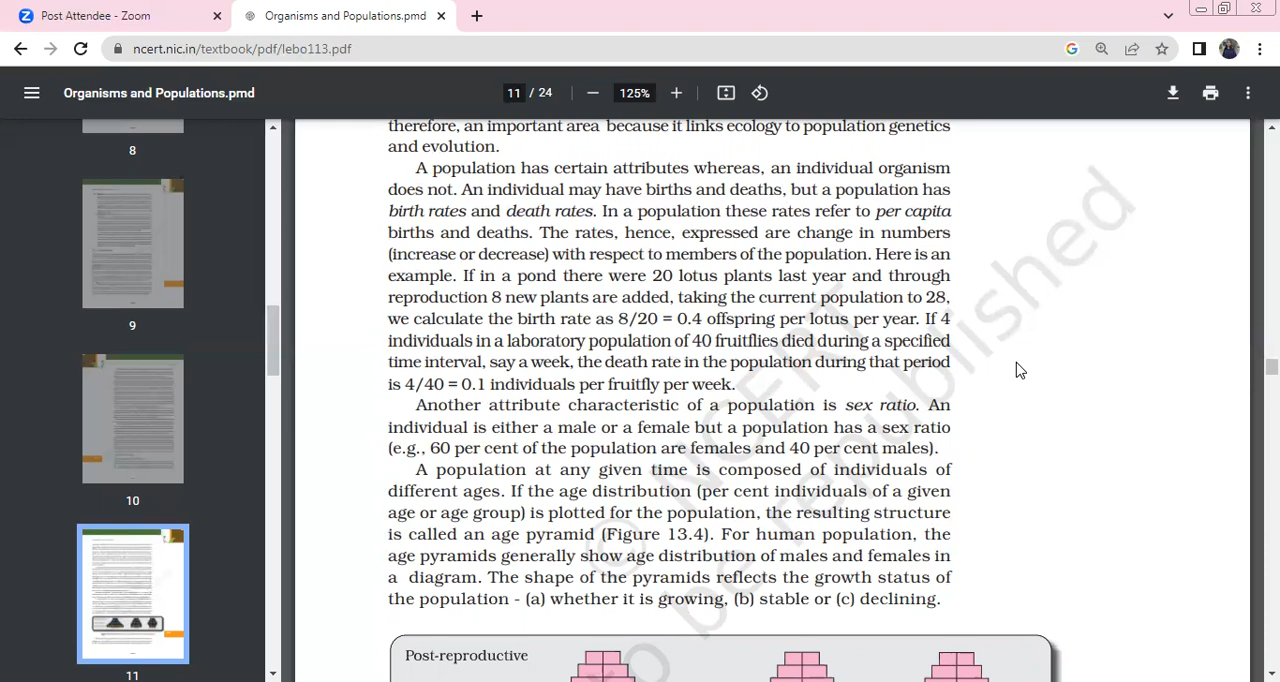 Post Attendee - Zoom
Organisms and Populations.pmd
ncert.nic.in/textbook/pdf/lebo113.pdf
Organisms and Populations.pmd
11 / 24
125%
8
9
10
11
therefore, an important area because it links ecology to population genetics
and evolution.
A population has certain attributes whereas, an individual organism
does not. An individual may have births and deaths, but a population has
birth rates and death rates. In a population these rates refer to per capita
births and deaths. The rates, hence, expressed are change in numbers
(increase or decrease) with respect to members of the population. Here is an
example. If in a pond there were 20 lotus plants last year and through
reproduction 8 new plants are added, taking the current population to 28,
we calculate the birth rate as 8/20 = 0.4 offspring per lotus per year. If 4
individuals in a laboratory population of 40 fruitflies died during a specified
time interval, say a week, the death rate in the population during that period
is 4/40 = 0.1 individuals per fruitfly per week.
Another attribute characteristic of a population is sex ratio. An
individual is either a male or a female but a population has a sex ratio
(e.g., 60 per cent of the population are females and 40 per cent males).
A population at any given time is composed of individuals of
different ages. If the age distribution (per cent individuals of a given
age or age group) is plotted for the population, the resulting structure
is called an age pyramid (Figure 13.4). For human population, the
age pyramids generally show age distribution of males and females in
a diagram. The shape of the pyramids reflects the growth status of
the population - (a) whether it is growing, (b) stable or (c) declining.
Post-reproductive
© NCERT
to be republished